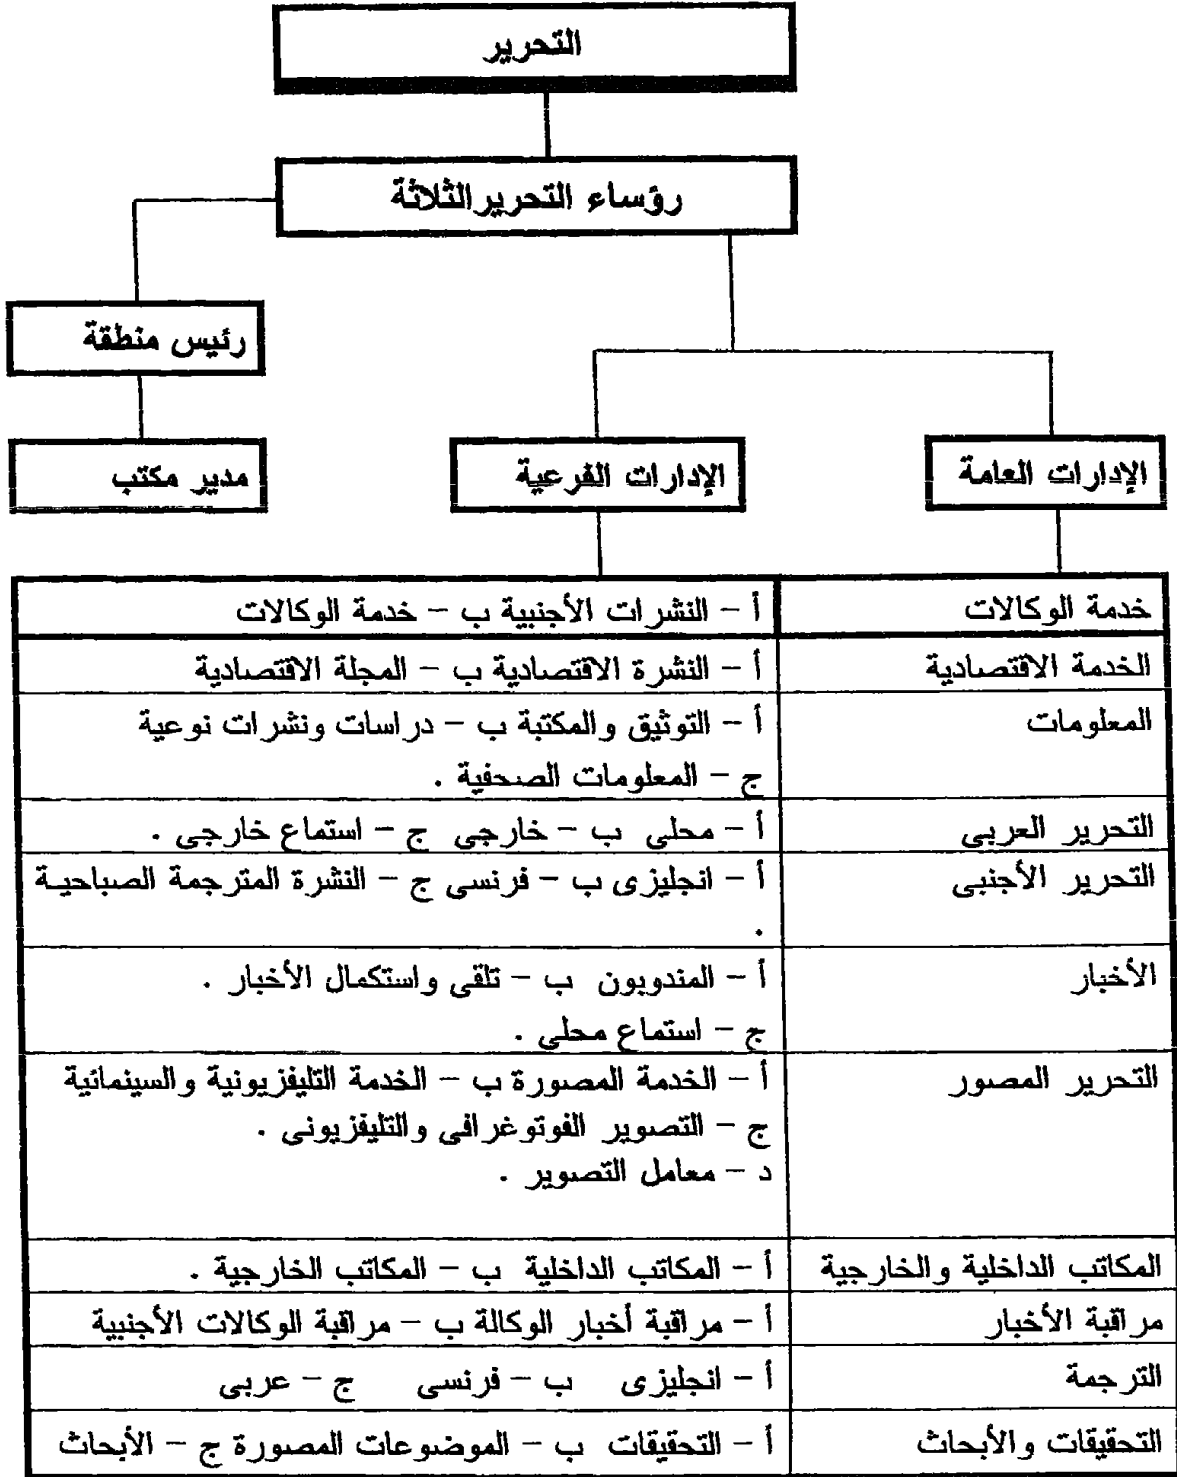 التحرير
رؤساء التحرير الثلاثة
رئيس منطقة
مدير مكتب
الإدارات العامة
الإدارات الفرعية
خدمة الوكالات
أ – النشرات الأجنبية ب – خدمة الوكالات
الخدمة الاقتصادية
أ – النشرة الاقتصادية ب – المجلة الاقتصادية
المعلومات
أ – التوثيق والمكتبة ب – دراسات ونشرات نوعية
ج – المعلومات الصحفية .
التحرير العربى
أ – محلى ب – خارجى ج – استماع خارجى .
التحرير الأجنبى
أ – انجليزى ب – فرنسى ج – النشرة المترجمة الصباحية
.
الأخبار
أ – المندوبون ب – تلقى واستكمال الأخبار .
ج – استماع محلى .
التحرير المصور
أ – الخدمة المصورة ب – الخدمة التليفزيونية والسينمائية
ج – التصوير الفوتوغرافى والتليفزيونى .
د – معامل التصوير .
المكاتب الداخلية والخارجية
أ – المكاتب الداخلية ب – المكاتب الخارجية .
مراقبة الأخبار
أ – مراقبة أخبار الوكالة ب – مراقبة الوكالات الأجنبية
الترجمة
أ – انجليزى ب – فرنسى ج – عربى
التحقيقات والأبحاث
أ – التحقيقات ب – الموضوعات المصورة ج – الأبحاث